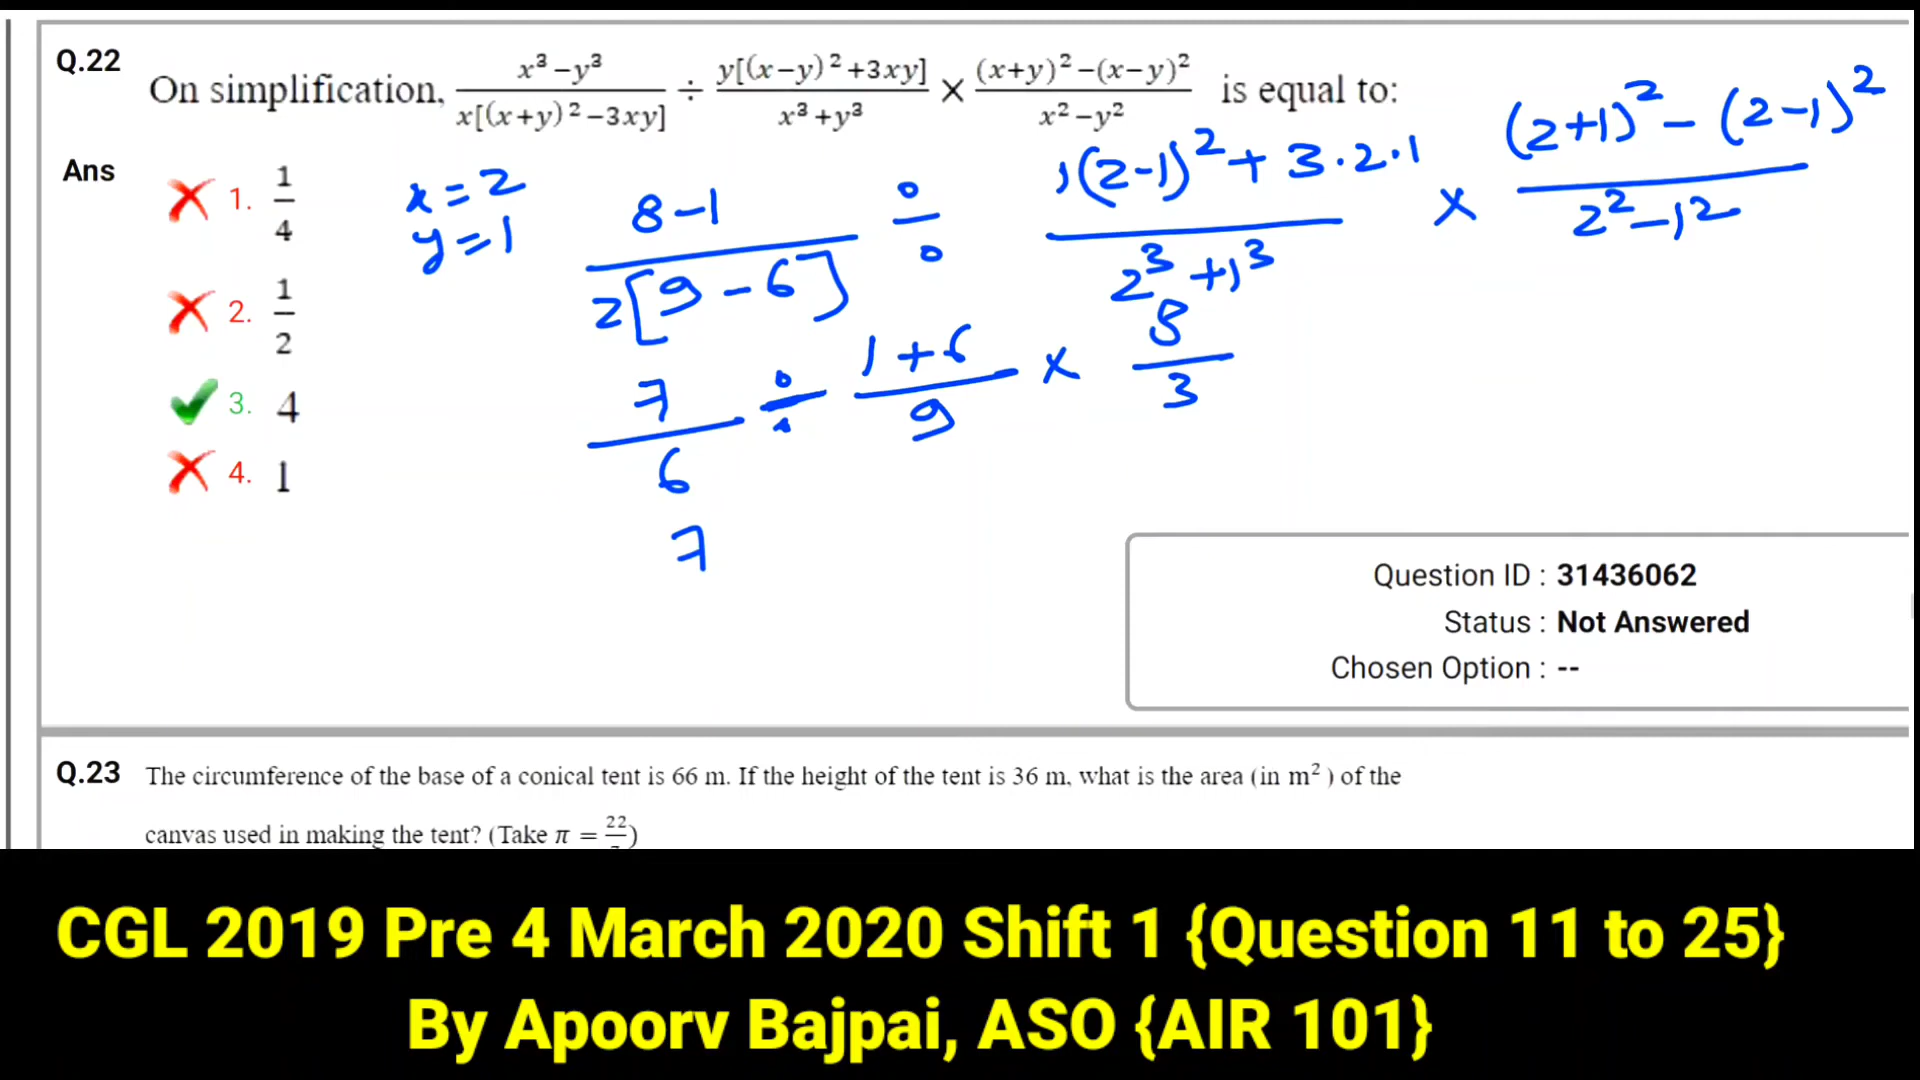 Q.22 On simplification, x³−y³ / x[(x+y)²−3xy] ÷ y[(x−y)²+3xy] / x³+y³ × (x+y)²−(x−y)² / x²−y² is equal to:
Ans
1. 1/4
2. 1/2
3. 4
4. 1
x = 2
y = 1
8−1 / 2[9−6] ÷ 1(2−1)²+3·2·1 / 2³+1³ × (2+1)²−(2−1)² / 2²−1²
7/6 ÷ 1+6 / 9 × 8/3
7
Question ID : 31436062
Status : Not Answered
Chosen Option : --
Q.23 The circumference of the base of a conical tent is 66 m. If the height of the tent is 36 m, what is the area (in m² ) of the
canvas used in making the tent? (Take π = 22/ )
CGL 2019 Pre 4 March 2020 Shift 1 {Question 11 to 25}
By Apoorv Bajpai, ASO {AIR 101}